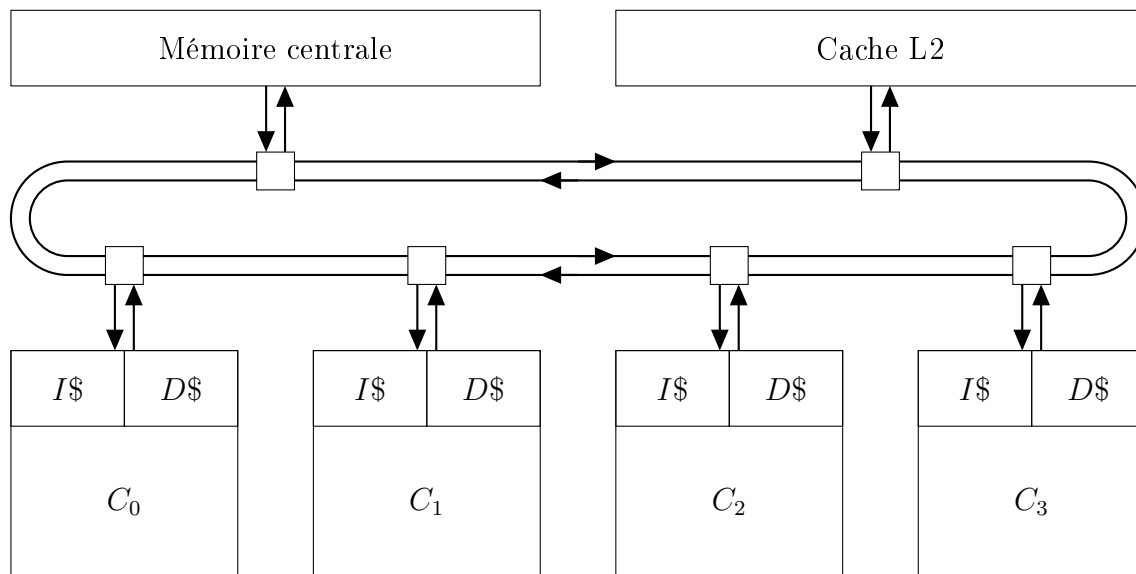 Mémoire centrale
Cache L2
I$ D$ I$ D$ I$ D$ I$ D$
C₀ C₁ C₂ C₃